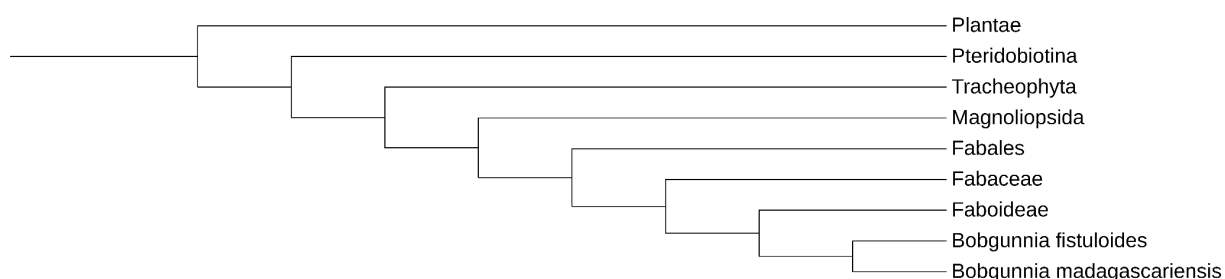 Plantae
Pteridobiotina
Tracheophyta
Magnoliopsida
Fabales
Fabaceae
Faboideae
Bobgunnia fistuloides
Bobgunnia madagascariensis